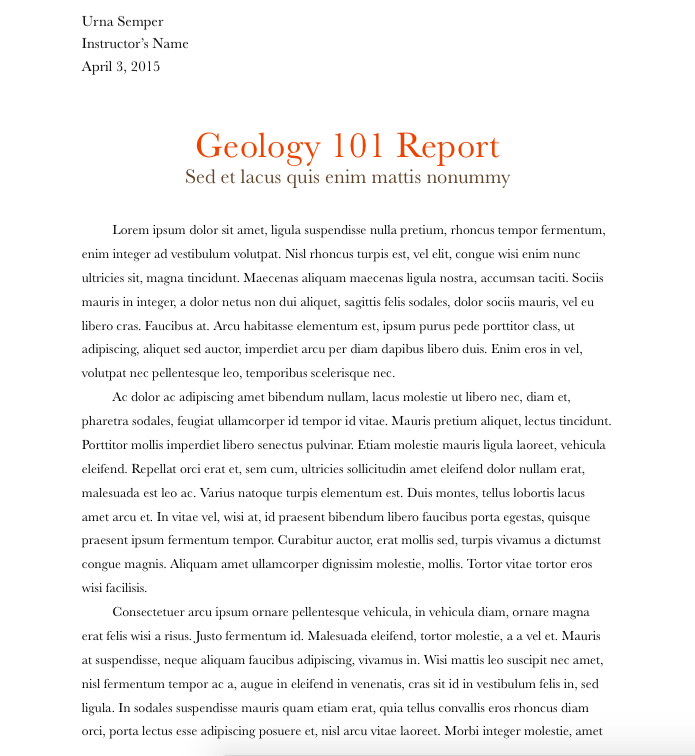 Urna Semper
Instructor’s Name
April 3, 2015
Geology 101 Report
Sed et lacus quis enim mattis nonummy
Lorem ipsum dolor sit amet, ligula suspendisse nulla pretium, rhoncus tempor fermentum,
enim integer ad vestibulum volutpat. Nisl rhoncus turpis est, vel elit, congue wisi enim nunc
ultricies sit, magna tincidunt. Maecenas aliquam maecenas ligula nostra, accumsan taciti. Sociis
mauris in integer, a dolor netus non dui aliquet, sagittis felis sodales, dolor sociis mauris, vel eu
libero cras. Faucibus at. Arcu habitasse elementum est, ipsum purus pede porttitor class, ut
adipiscing, aliquet sed auctor, imperdiet arcu per diam dapibus libero duis. Enim eros in vel,
volutpat nec pellentesque leo, temporibus scelerisque nec.
Ac dolor ac adipiscing amet bibendum nullam, lacus molestie ut libero nec, diam et,
pharetra sodales, feugiat ullamcorper id tempor id vitae. Mauris pretium aliquet, lectus tincidunt.
Porttitor mollis imperdiet libero senectus pulvinar. Etiam molestie mauris ligula laoreet, vehicula
eleifend. Repellat orci erat et, sem cum, ultricies sollicitudin amet eleifend dolor nullam erat,
malesuada est leo ac. Varius natoque turpis elementum est. Duis montes, tellus lobortis lacus
amet arcu et. In vitae vel, wisi at, id praesent bibendum libero faucibus porta egestas, quisque
praesent ipsum fermentum tempor. Curabitur auctor, erat mollis sed, turpis vivamus a dictumst
congue magnis. Aliquam amet ullamcorper dignissim molestie, mollis. Tortor vitae tortor eros
wisi facilisis.
Consectetuer arcu ipsum ornare pellentesque vehicula, in vehicula diam, ornare magna
erat felis wisi a risus. Justo fermentum id. Malesuada eleifend, tortor molestie, a a vel et. Mauris
at suspendisse, neque aliquam faucibus adipiscing, vivamus in. Wisi mattis leo suscipit nec amet,
nisl fermentum tempor ac a, augue in eleifend in venenatis, cras sit id in vestibulum felis in, sed
ligula. In sodales suspendisse mauris quam etiam erat, quia tellus convallis eros rhoncus diam
orci, porta lectus esse adipiscing posuere et, nisl arcu vitae laoreet. Morbi integer molestie, amet